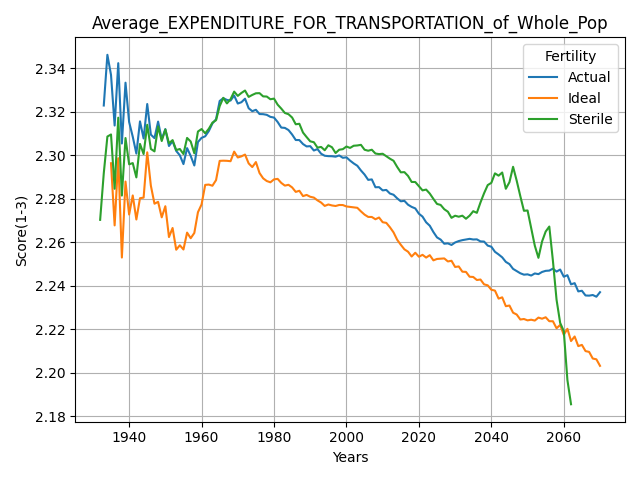 Average_EXPENDITURE_FOR_TRANSPORTATION_of_Whole_Pop
Fertility
Actual
Ideal
Sterile
Score(1-3)
2.34
2.32
2.30
2.28
2.26
2.24
2.22
2.20
2.18
1940 1960 1980 2000 2020 2040 2060
Years